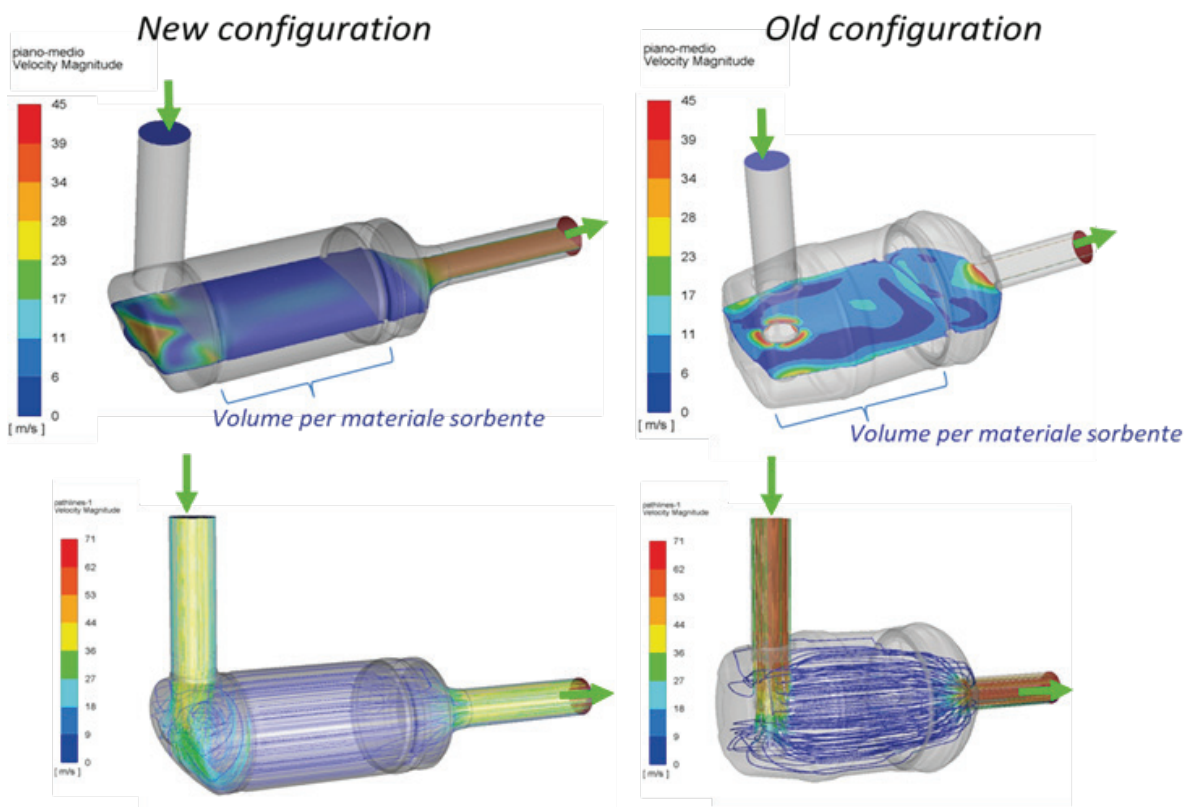 New configuration
piano-medio
Velocity Magnitude
45
39
34
28
23
17
11
6
0
[ m/s ]
Volume per materiale sorbente
Old configuration
piano-medio
Velocity Magnitude
45
39
34
28
23
17
11
6
0
[ m/s ]
Volume per materiale sorbente
pathlines-1
Velocity Magnitude
71
62
53
44
36
27
18
9
0
[ m/s ]
pathlines-1
Velocity Magnitude
71
62
53
44
36
27
18
9
0
[ m/s ]